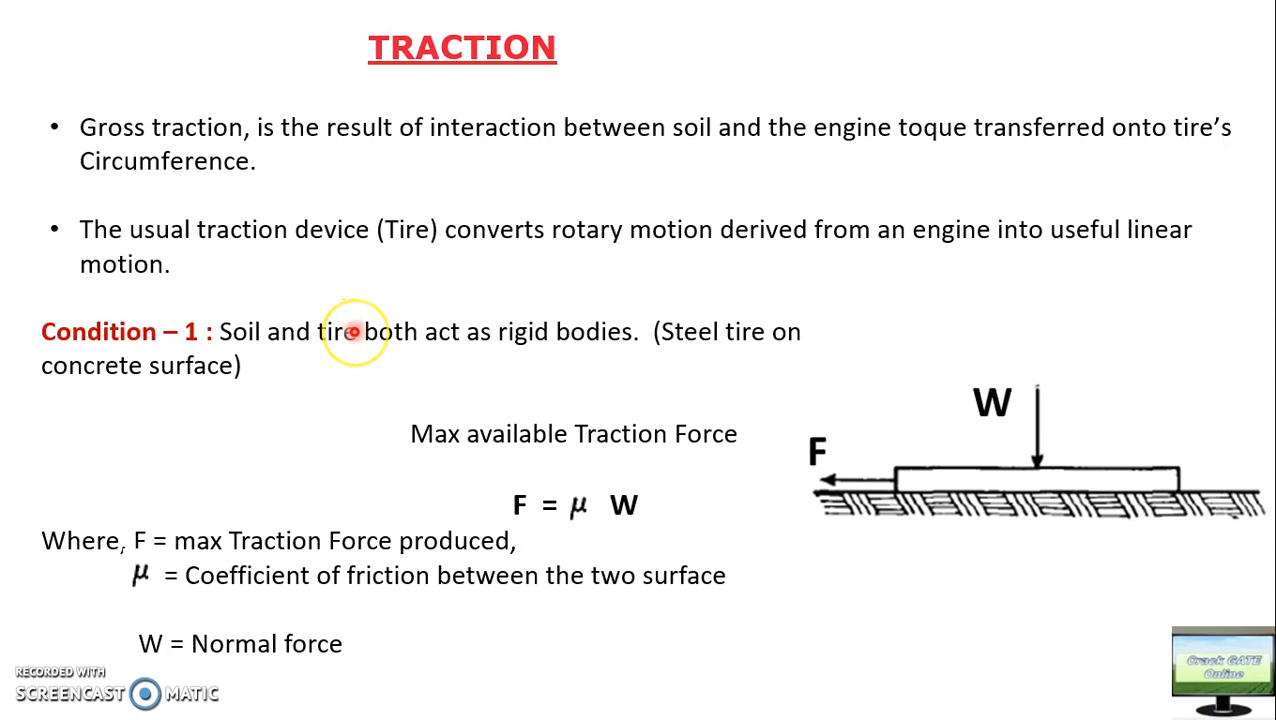 TRACTION
• Gross traction, is the result of interaction between soil and the engine toque transferred onto tire’s
Circumference.
• The usual traction device (Tire) converts rotary motion derived from an engine into useful linear
motion.
Condition – 1 : Soil and tire both act as rigid bodies. (Steel tire on
concrete surface)
Max available Traction Force
F = μ W
Where, F = max Traction Force produced,
μ = Coefficient of friction between the two surface
W = Normal force
W
F
RECORDED WITH
SCREENCAST MATIC
Crack GATE
Online